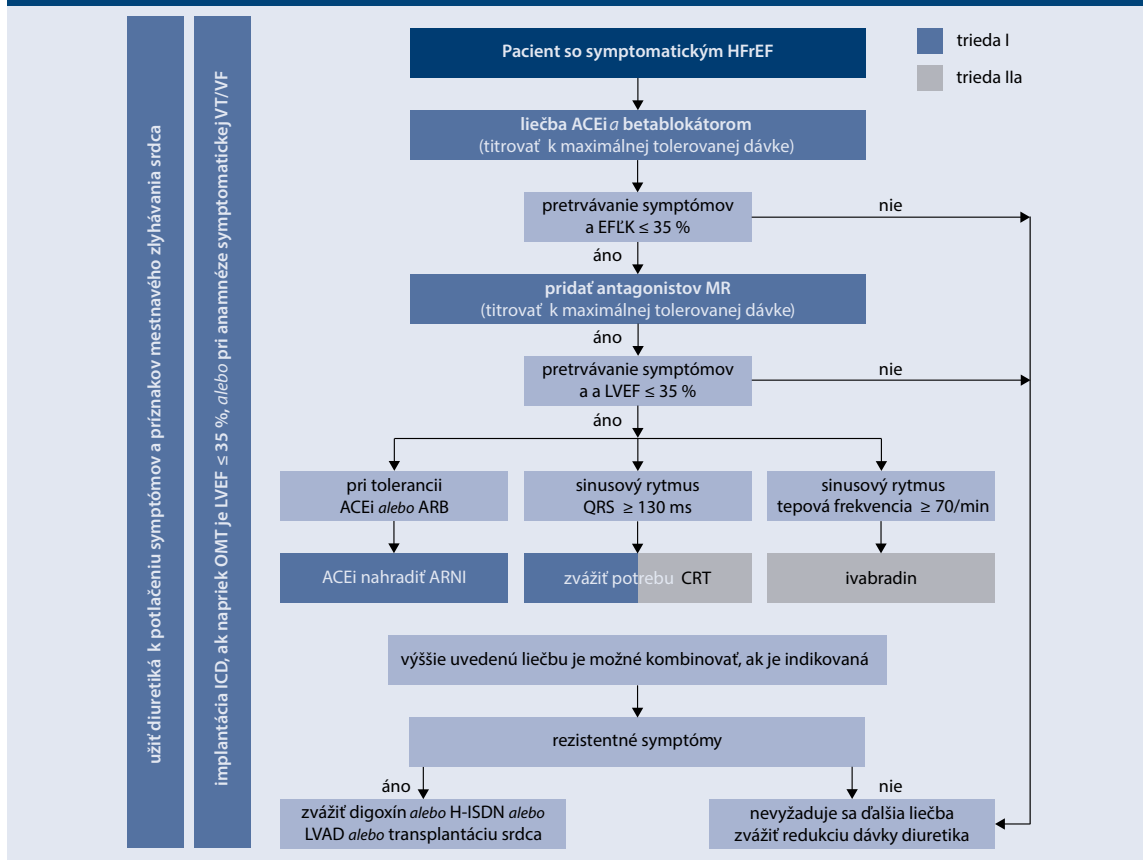 užiť diuretiká k potlačeniu symptómov a príznakov mestnavého zlyhávania srdca
implantácia ICD, ak napriek OMT je LVEF ≤ 35 %, alebo pri anamnéze symptomatickej VT/VF
Pacient so symptomatickým HFrEF
trieda I
trieda IIa
liečba ACEi a betablokátorom
(titrovať k maximálnej tolerovanej dávke)
pretrvávanie symptómov
a EFĽK ≤ 35 %
nie
áno
pridať antagonistov MR
(titrovať k maximálnej tolerovanej dávke)
áno
pretrvávanie symptómov
a a LVEF ≤ 35 %
nie
áno
pri tolerancii
ACEi alebo ARB
sinusový rytmus
QRS ≥ 130 ms
sinusový rytmus
tepová frekvencia ≥ 70/min
ACEi nahradiť ARNI
zvážiť potrebu CRT
ivabradin
výššie uvedenú liečbu je možné kombinovať, ak je indikovaná
rezistentné symptómy
áno
nie
zvážiť digoxín alebo H-ISDN alebo
LVAD alebo transplantáciu srdca
nevyžaduje sa ďalšia liečba
zvážiť redukciu dávky diuretika